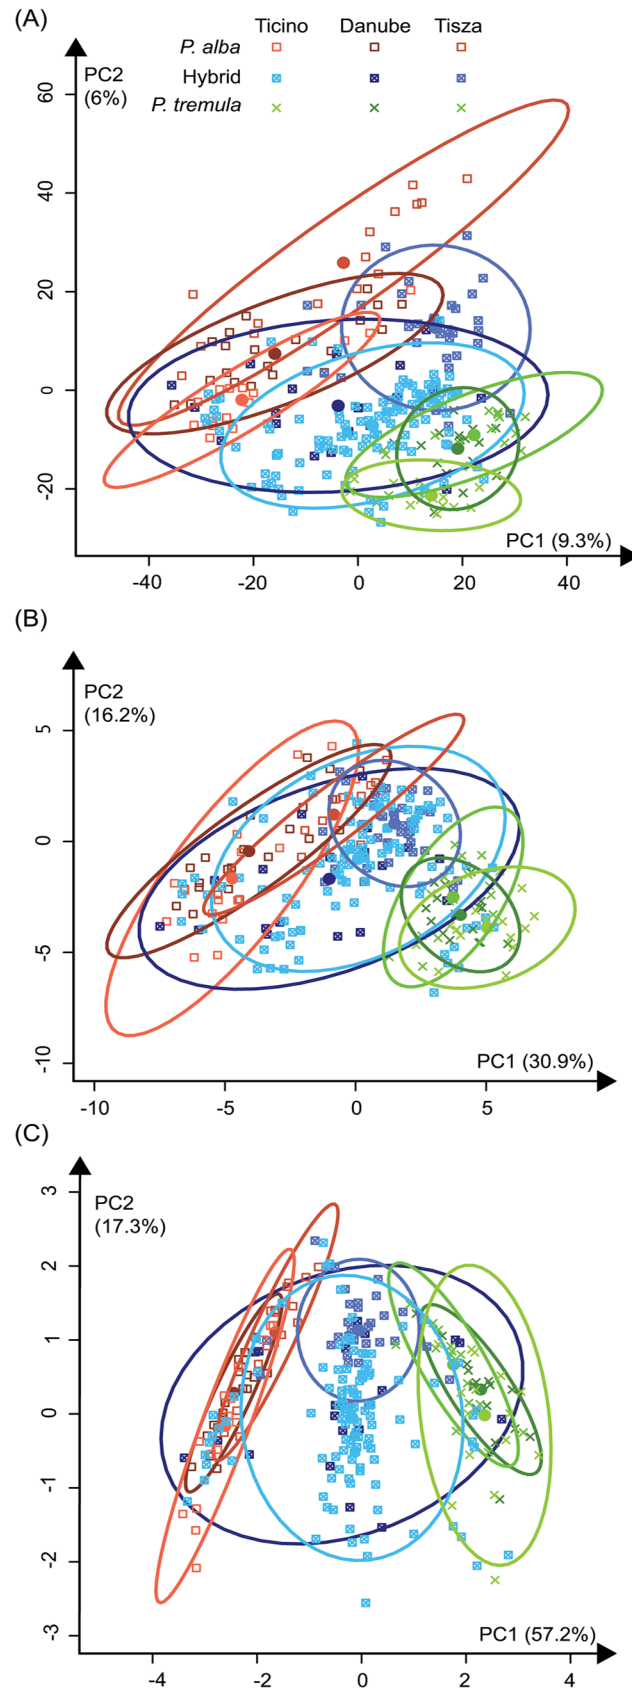 (A)
Ticino Danube Tisza
P. alba
Hybrid
P. tremula
PC2
(6%)
60
40
20
0
20
PC1 (9.3%)
-40 -20 0 20 40
(B)
PC2
(16.2%)
5
0
-5
-10
PC1 (30.9%)
-10 -5 0 5
(C)
PC2
(17.3%)
3
2
1
0
-1
-2
-3
PC1 (57.2%)
-4 -2 0 2 4